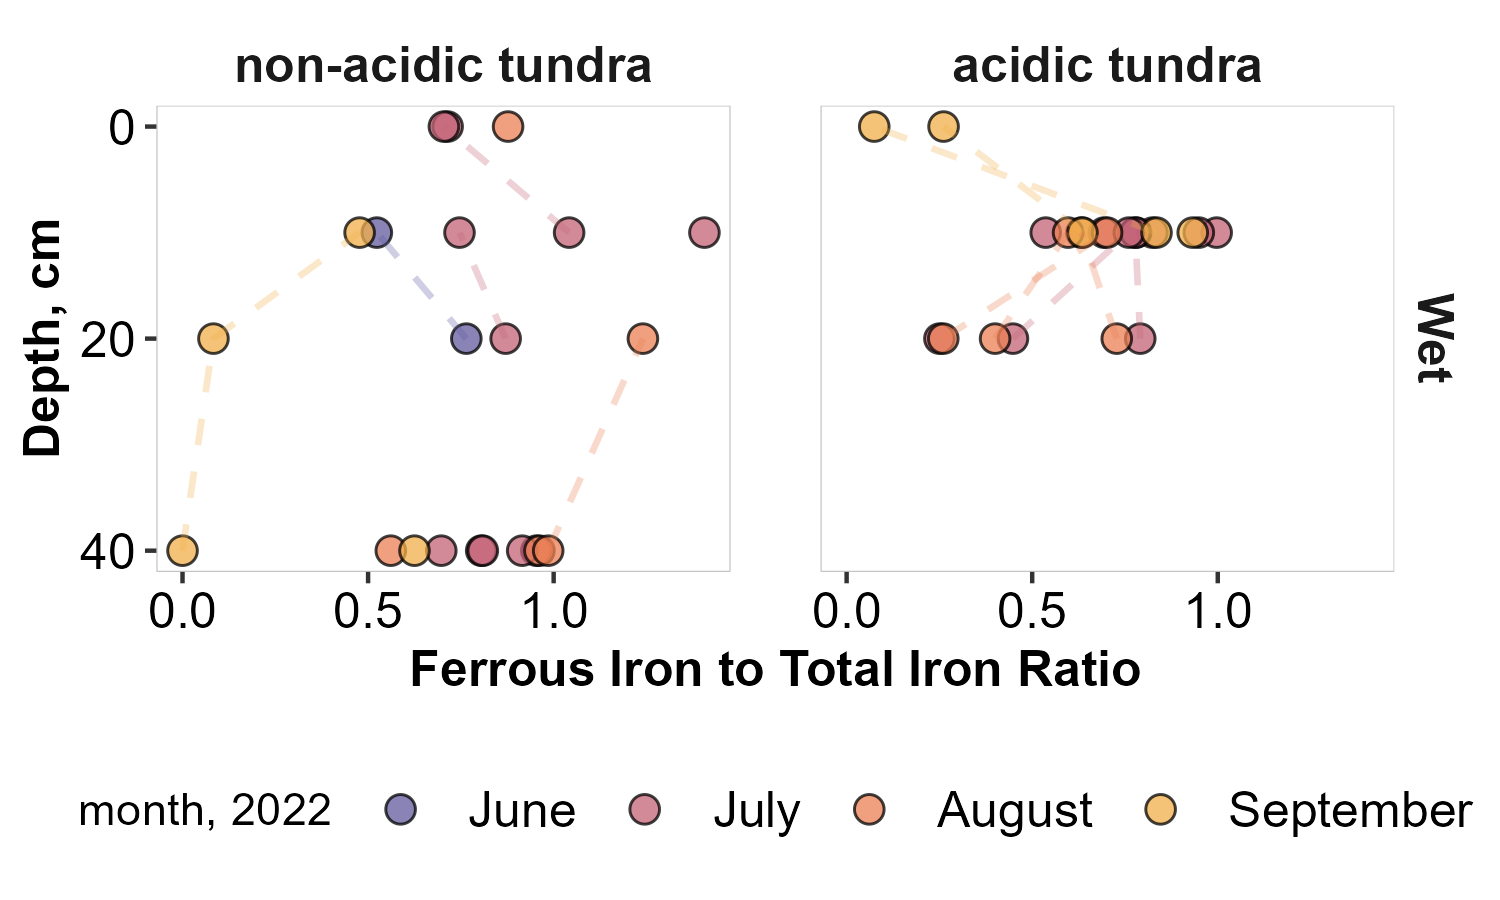 non-acidic tundra acidic tundra
0
20
40
Depth, cm
Wet
0.0 0.5 1.0 0.0 0.5 1.0
Ferrous Iron to Total Iron Ratio
month, 2022 June July August September